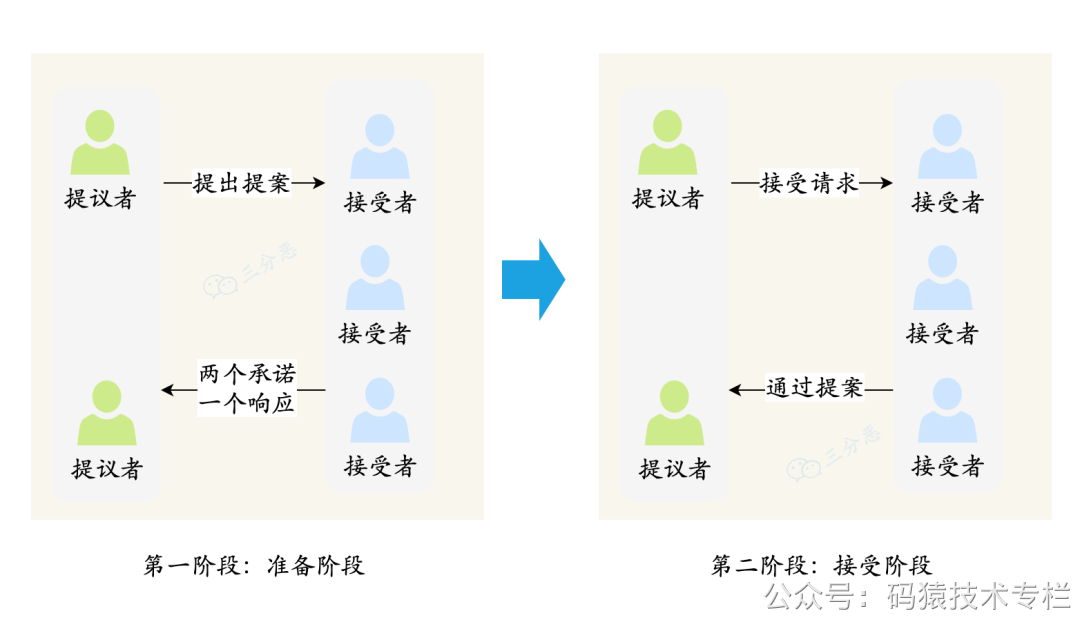 提议者
提出提案
接受者
三分恶
接受者
两个承诺
一个响应
提议者
接受者
第一阶段：准备阶段
提议者
接受请求
接受者
接受者
通过提案
三分恶
提议者
接受者
第二阶段：接受阶段
公众号：码猿技术专栏